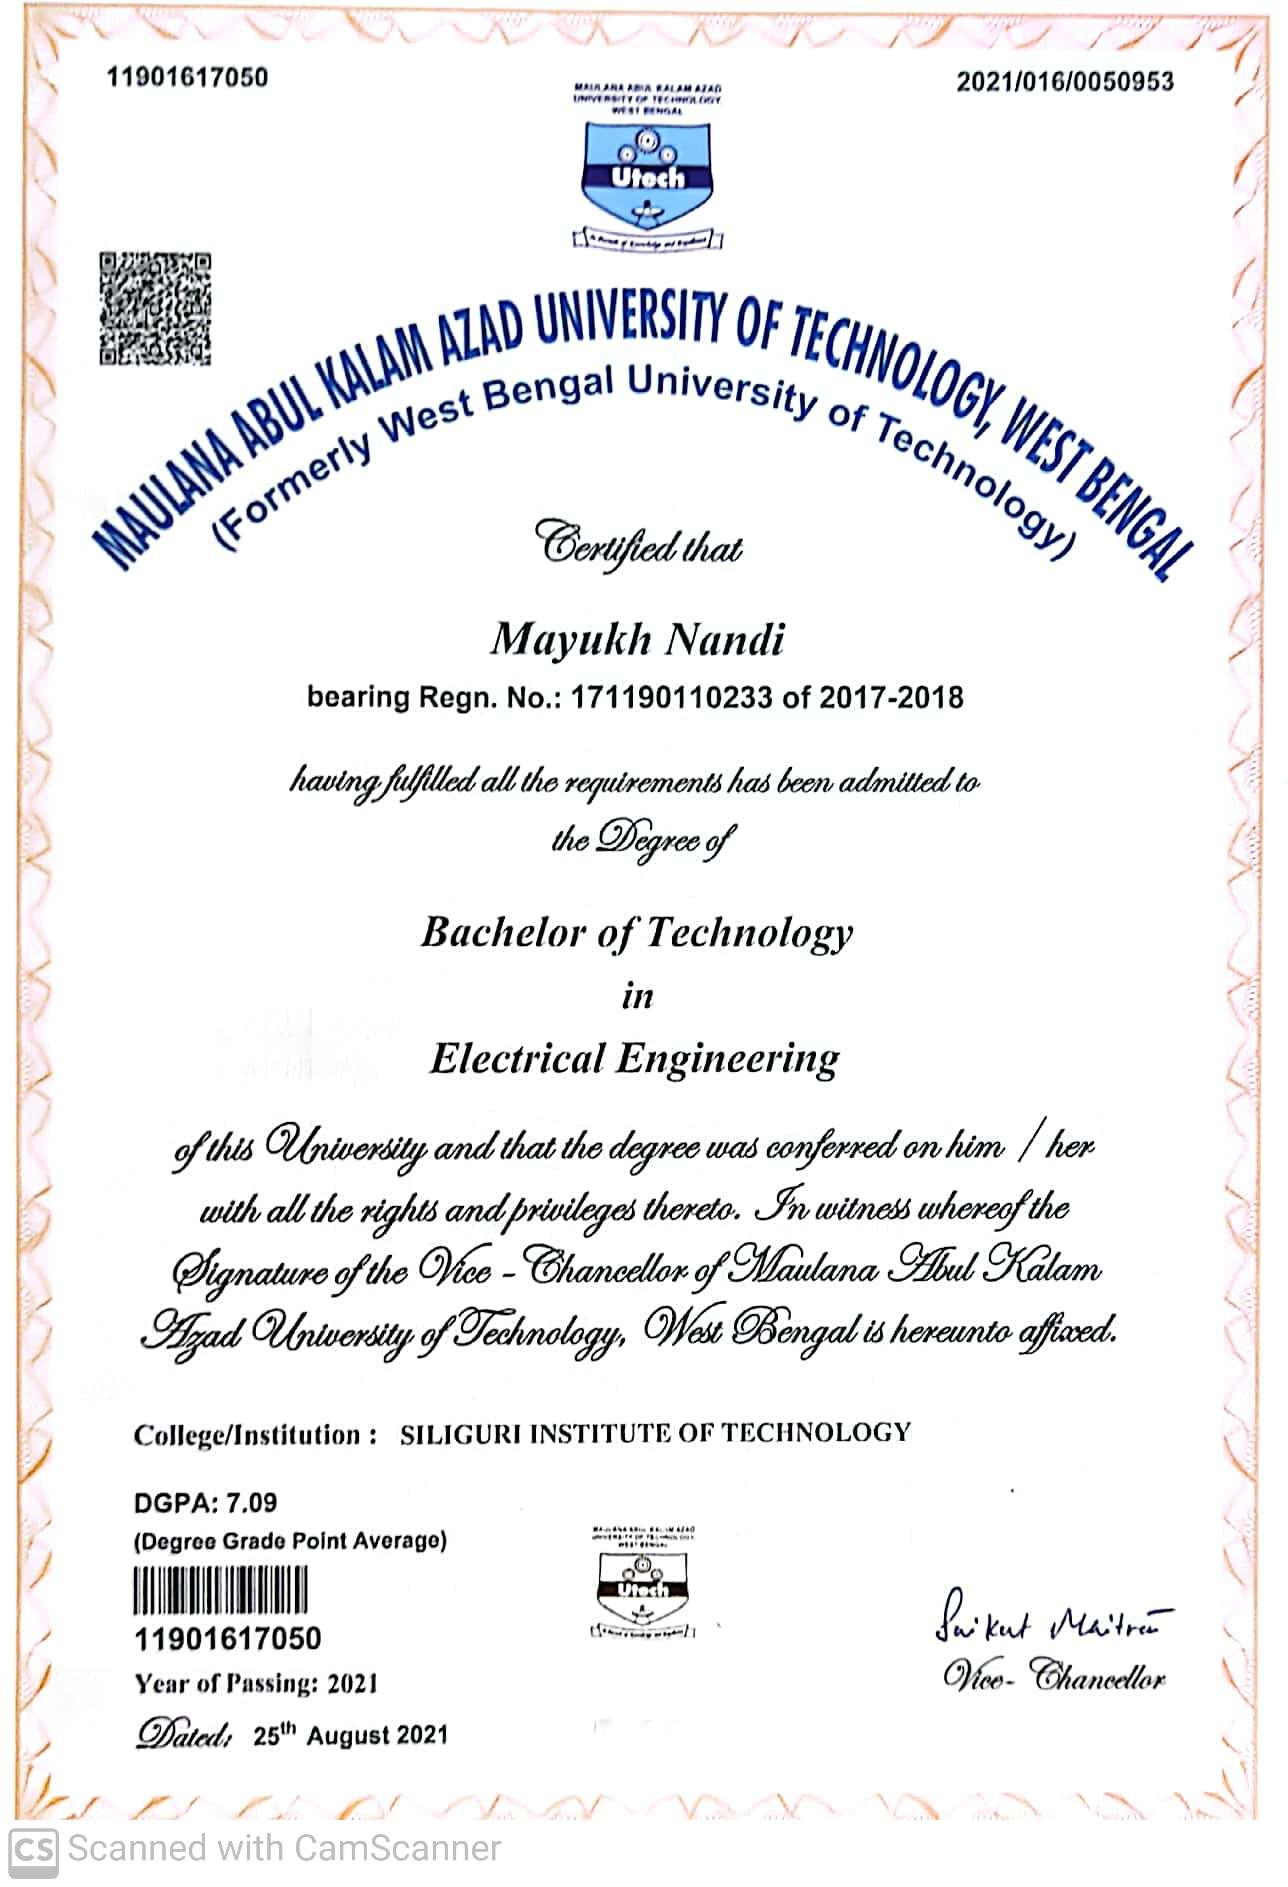 11901617050
2021/016/0050953
MAULANA ABUL KALAM AZAD
UNIVERSITY OF TECHNOLOGY
WEST BENGAL
Utech
MAULANA ABUL KALAM AZAD UNIVERSITY OF TECHNOLOGY, WEST BENGAL
(Formerly West Bengal University of Technology)
Certified that
Mayukh Nandi
bearing Regn. No.: 171190110233 of 2017-2018
having fulfilled all the requirements has been admitted to
the Degree of
Bachelor of Technology
in
Electrical Engineering
of this University and that the degree was conferred on him / her
with all the rights and privileges thereto. In witness whereof the
Signature of the Vice - Chancellor of Maulana Abul Kalam
Azad University of Technology, West Bengal is hereunto affixed.
College/Institution : SILIGURI INSTITUTE OF TECHNOLOGY
DGPA: 7.09
(Degree Grade Point Average)
11901617050
Year of Passing: 2021
Dated: 25th August 2021
MAULANA ABUL KALAM AZAD
UNIVERSITY OF TECHNOLOGY
WEST BENGAL
Utech
Saikat Maitra
Vice- Chancellor
CS Scanned with CamScanner